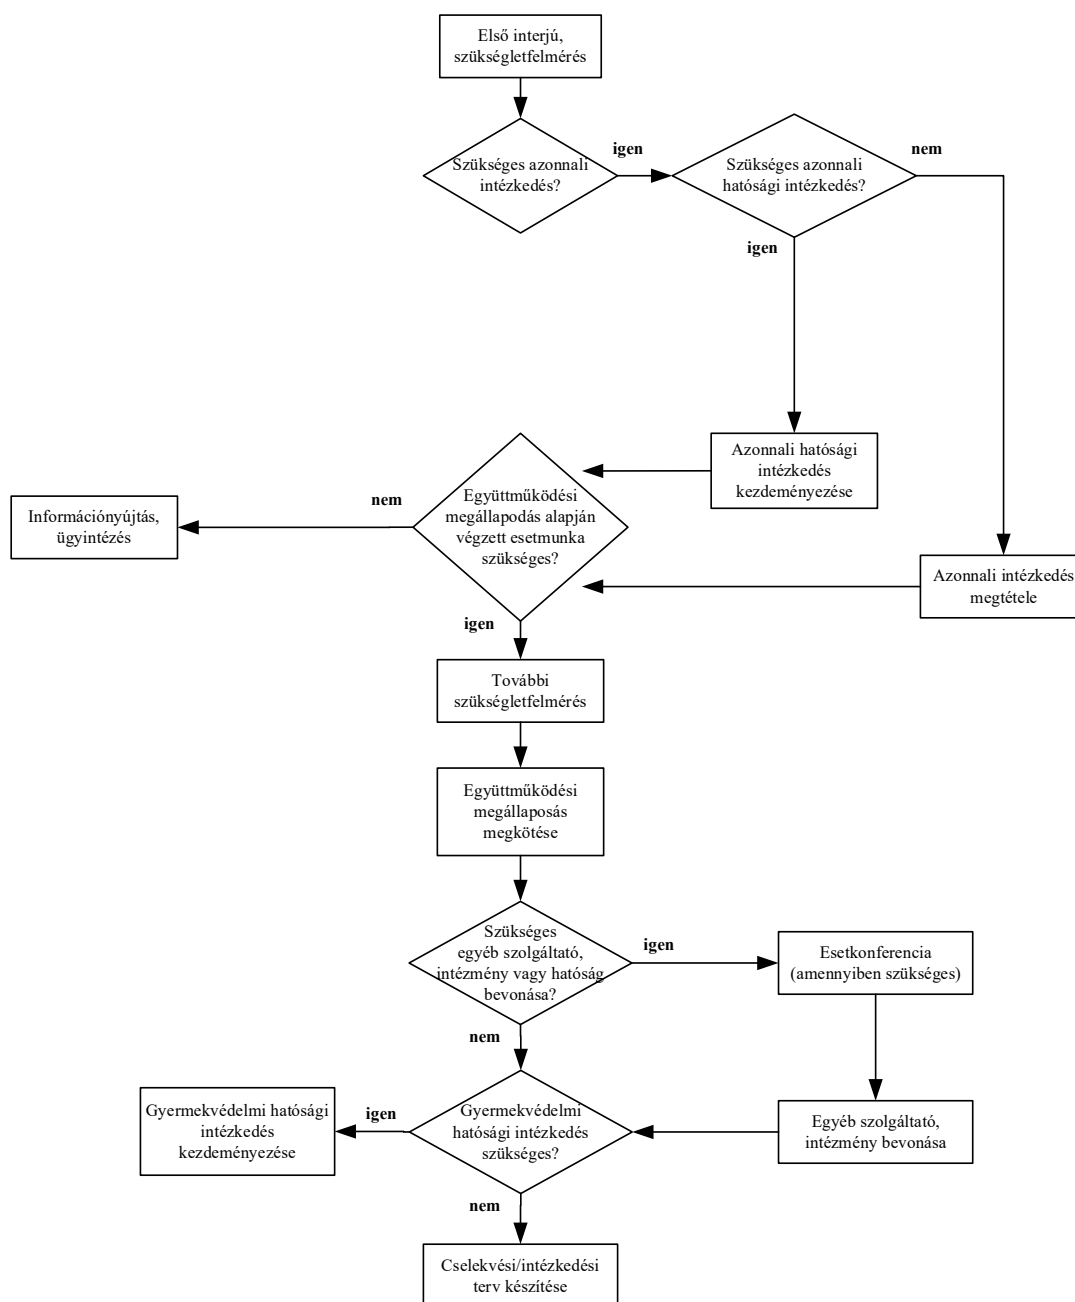 Első interjú,
szükségletfelmérés
Szükséges azonnali
intézkedés?
igen
Szükséges azonnali
hatósági intézkedés?
nem
igen
Azonnali hatósági
intézkedés
kezdeményezése
Együttműködési
megállapodás alapján
végzett esetmunka
szükséges?
nem
Információnyújtás,
ügyintézés
Azonnali intézkedés
megtétele
igen
További
szükségletfelmérés
Együttműködési
megállaposás
megkötése
Szükséges
egyéb szolgáltató,
intézmény vagy hatóság
bevonása?
igen
Esetkonferencia
(amennyiben szükséges)
nem
Gyermekvédelmi hatósági
intézkedés
kezdeményezése
igen
Gyermekvédelmi
hatósági intézkedés
szükséges?
Egyéb szolgáltató,
intézmény bevonása
nem
Cselekvési/intézkedési
terv készítése